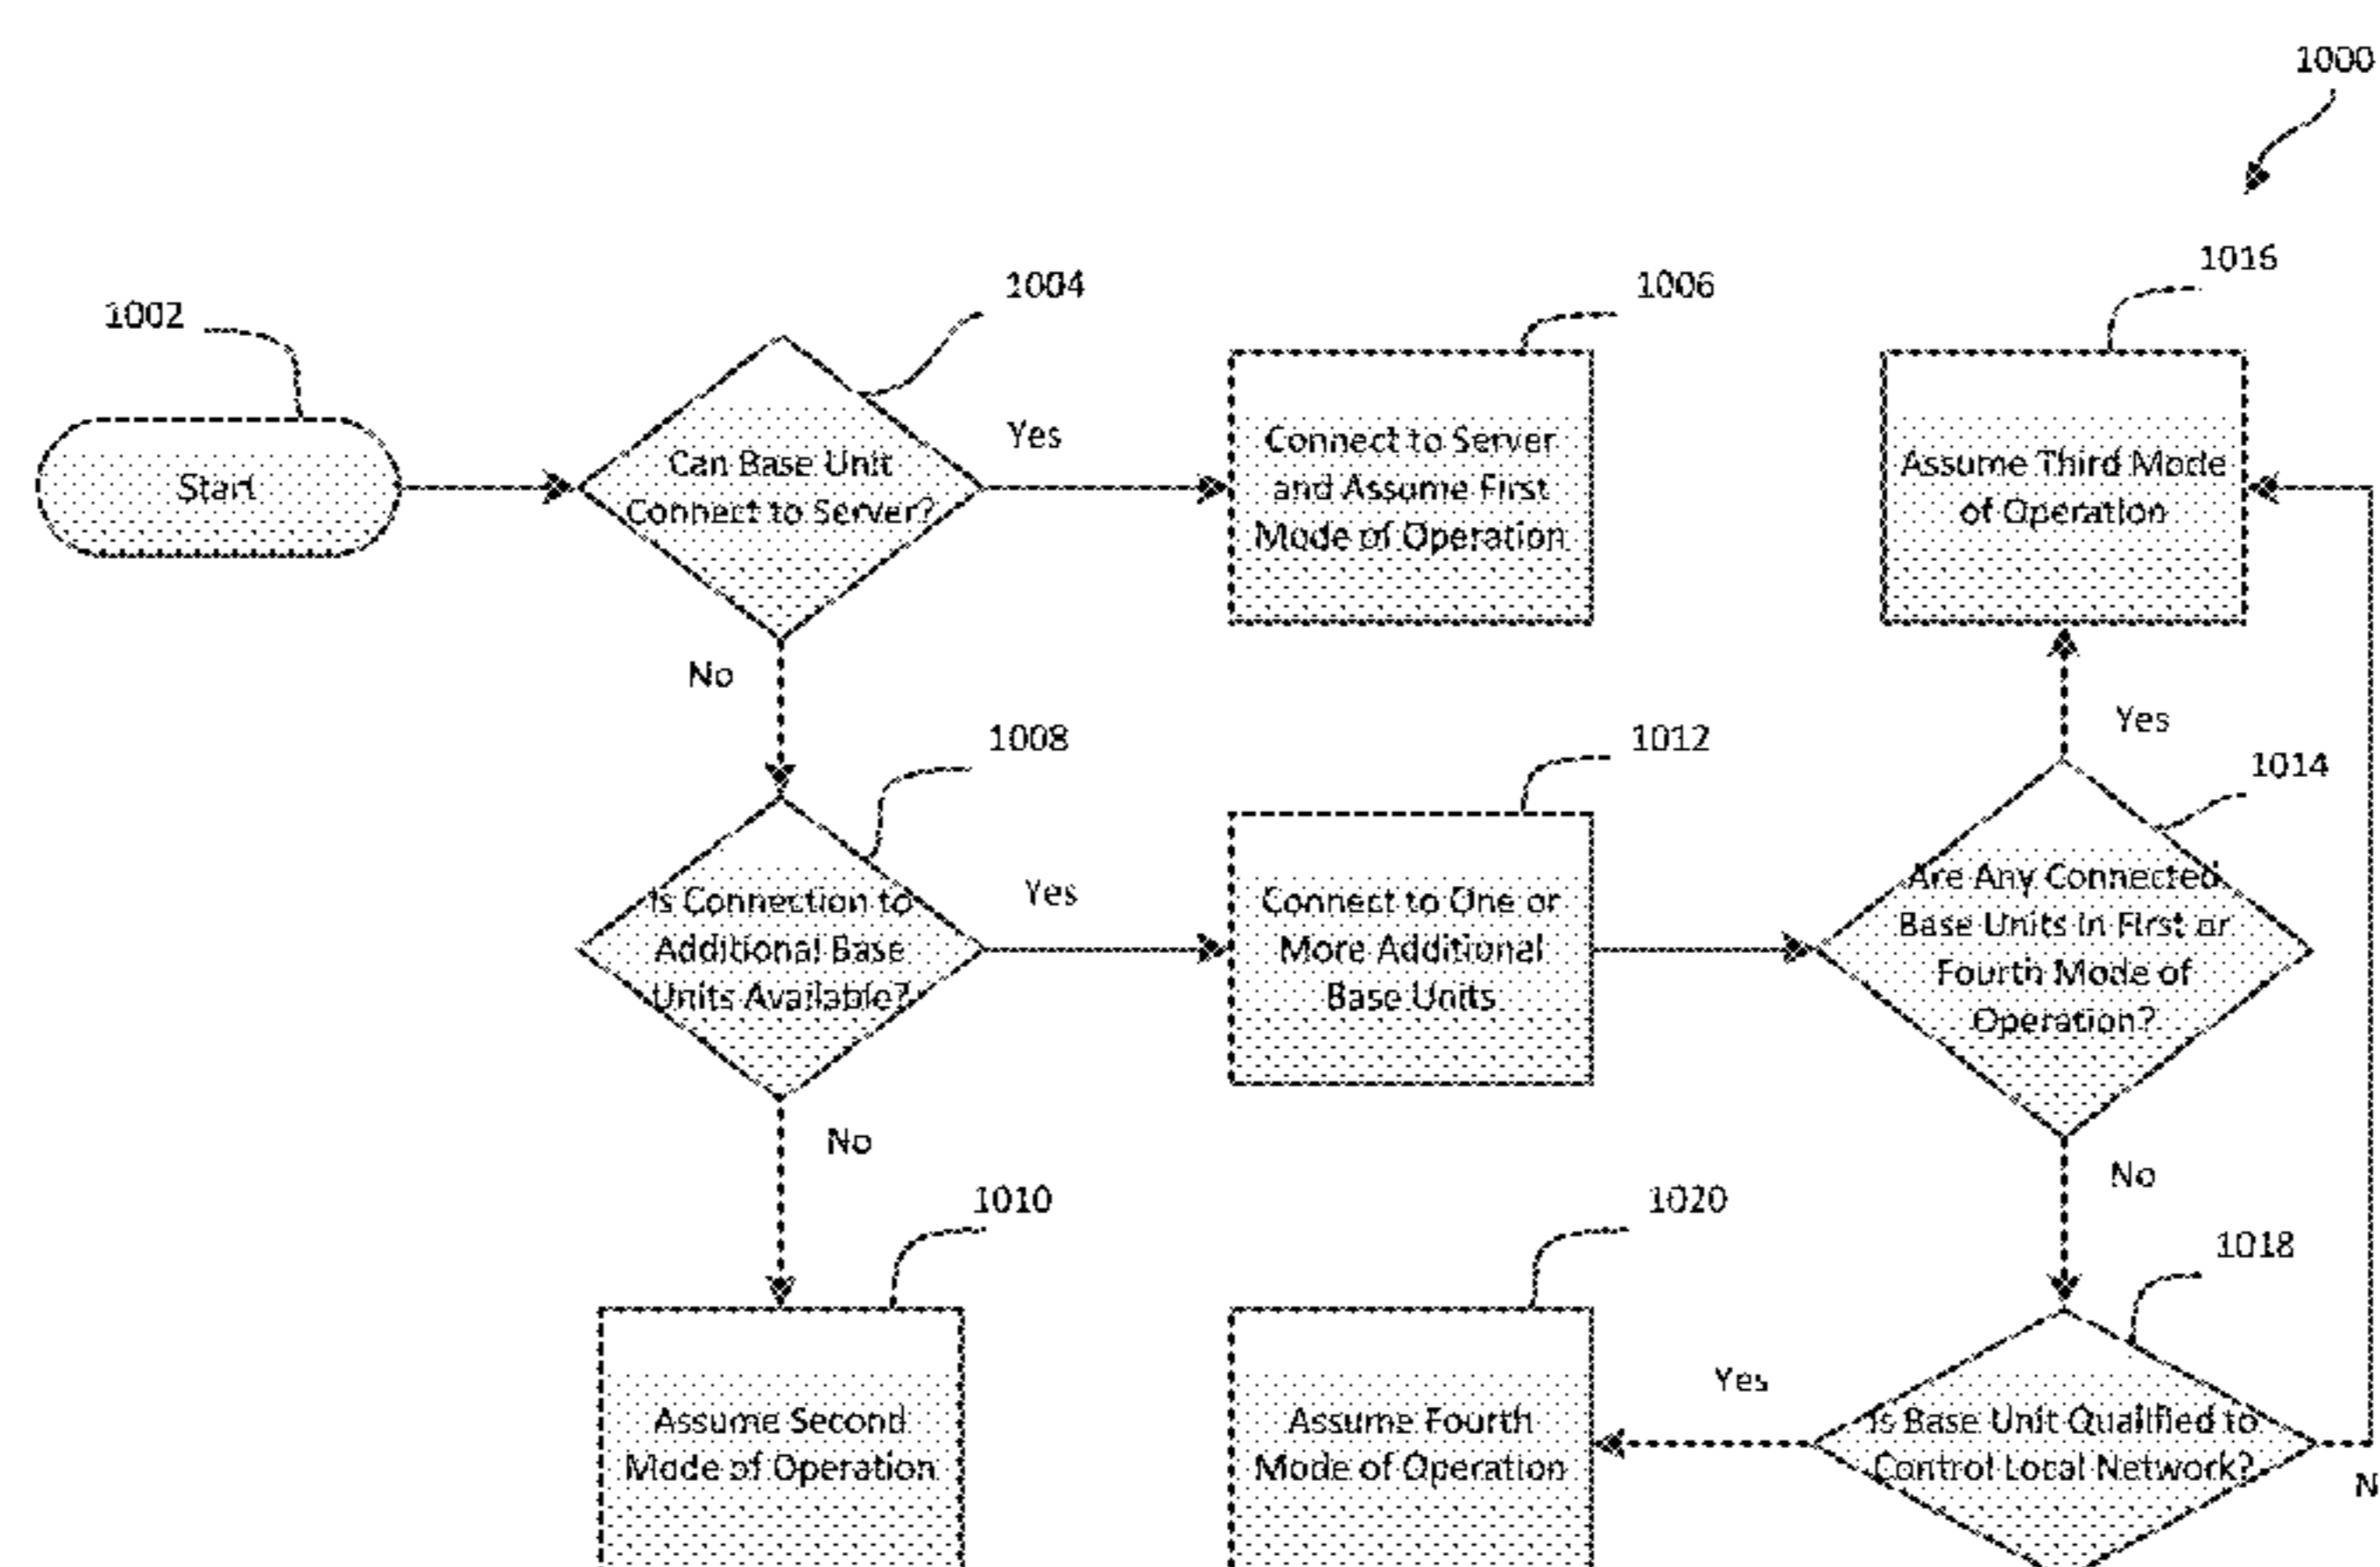 1000
1002
Start
1004
Can Base Unit
Connect to Server?
Yes
No
1006
Connect to Server
and Assume First
Mode of Operation
1016
Assume Third Mode
of Operation
1008
Is Connection to
Additional Base
Units Available?
Yes
No
1012
Connect to One or
More Additional
Base Units
Yes
1014
Are Any Connected
Base Units in First or
Fourth Mode of
Operation?
No
1010
Assume Second
Mode of Operation
1020
Assume Fourth
Mode of Operation
Yes
1018
Is Base Unit Qualified to
Control Local Network?
N